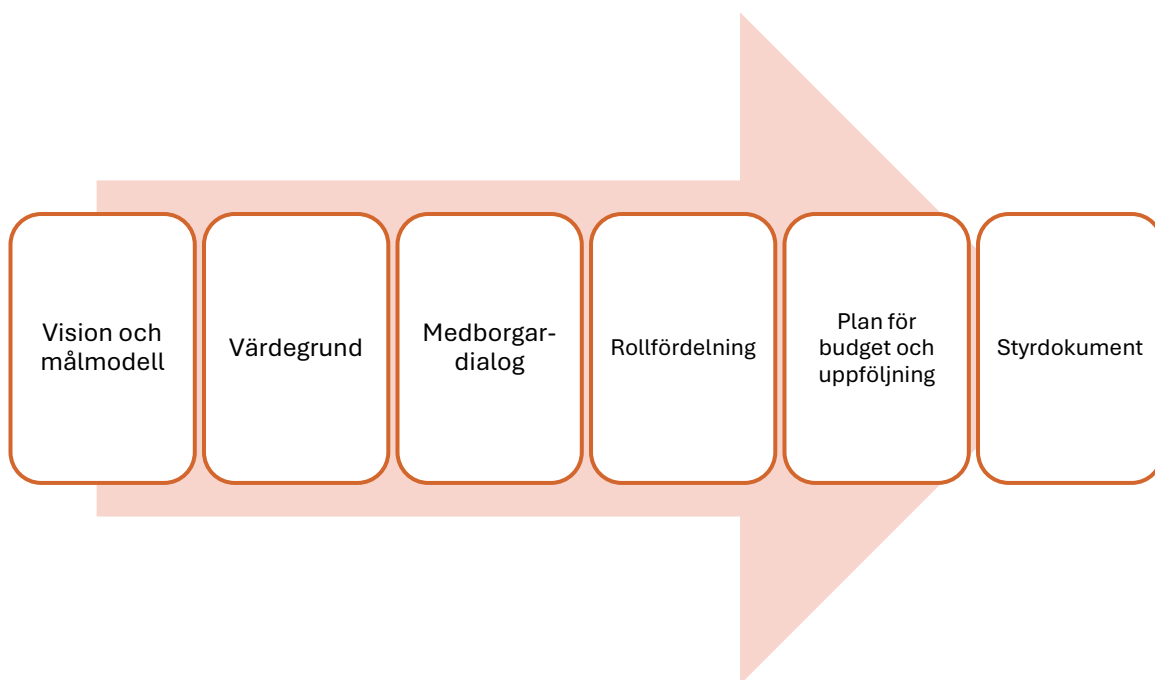 Vision och
målmodell
Värdegrund
Medborgar-
dialog
Rollfördelning
Plan för
budget och
uppföljning
Styrdokument